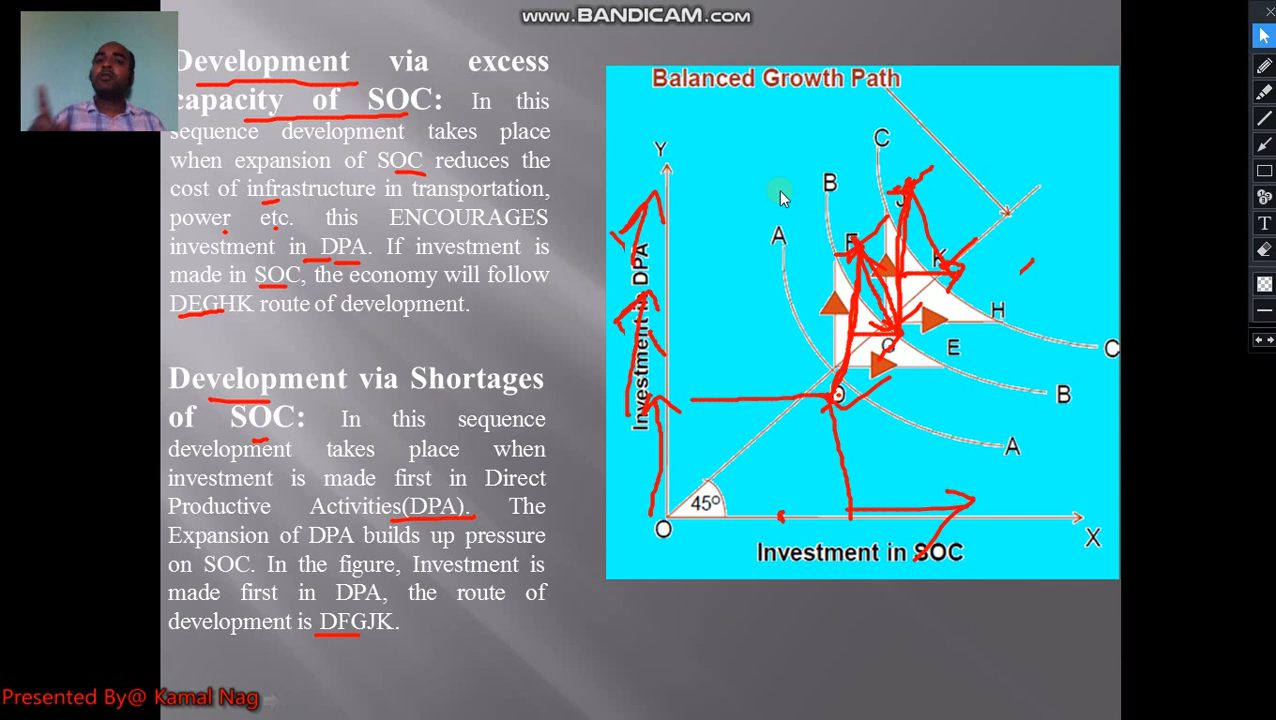 WWW.BANDICAM.COM
Development via excess
capacity of SOC: In this
sequence development takes place
when expansion of SOC reduces the
cost of infrastructure in transportation,
power etc. this ENCOURAGES
investment in DPA. If investment is
made in SOC, the economy will follow
DEGHK route of development.
Development via Shortages
of SOC: In this sequence
development takes place when
investment is made first in Direct
Productive Activities(DPA). The
Expansion of DPA builds up pressure
on SOC. In the figure, Investment is
made first in DPA, the route of
development is DFGJK.
Balanced Growth Path
Y
C
B
A
F
J
K
H
G
E
C
D
B
A
Investment in DPA
45º
O
X
Investment in SOC
Presented By@ Kamal Nag
T